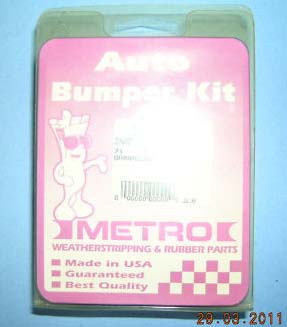 Auto
Bumper Kit
METRO
WEATHERSTRIPPING & RUBBER PARTS
Made in USA
Guaranteed
Best Quality
29.03.2011